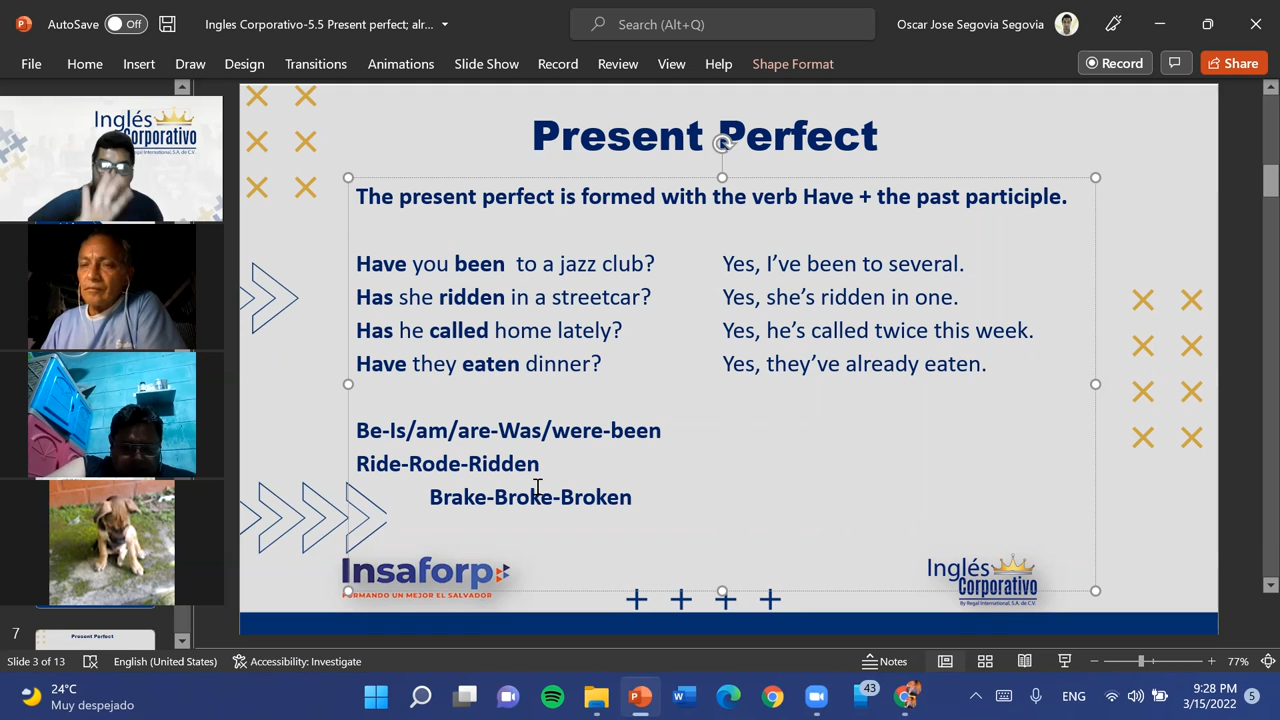 AutoSave Off Ingles Corporativo-5.5 Present perfect; alr... Search (Alt+Q) Oscar Jose Segovia Segovia
File Home Insert Draw Design Transitions Animations Slide Show Record Review View Help Shape Format Record Share
Inglés
Corporativo
Present Perfect
The present perfect is formed with the verb Have + the past participle.
Have you been to a jazz club? Yes, I've been to several.
Has she ridden in a streetcar? Yes, she's ridden in one.
Has he called home lately? Yes, he's called twice this week.
Have they eaten dinner? Yes, they've already eaten.
Be-Is/am/are-Was/were-been
Ride-Rode-Ridden
Brake-Broke-Broken
Insaforp
FORMANDO UN MEJOR EL SALVADOR
Inglés
Corporativo
By Regal International, S.A. de C.V.
7
Present Perfect
Slide 3 of 13 English (United States) Accessibility: Investigate Notes 77%
24°C
Muy despejado
43
ENG
9:28 PM
3/15/2022
5